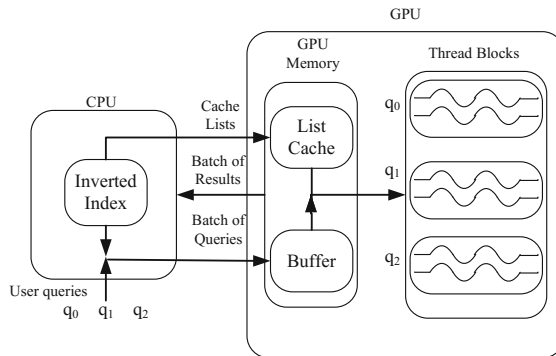 GPU
GPU
Memory
Thread Blocks
CPU
Cache
Lists
List
Cache
q0
Inverted
Index
Batch of
Results
q1
Batch of
Queries
Buffer
q2
User queries
q0 q1 q2